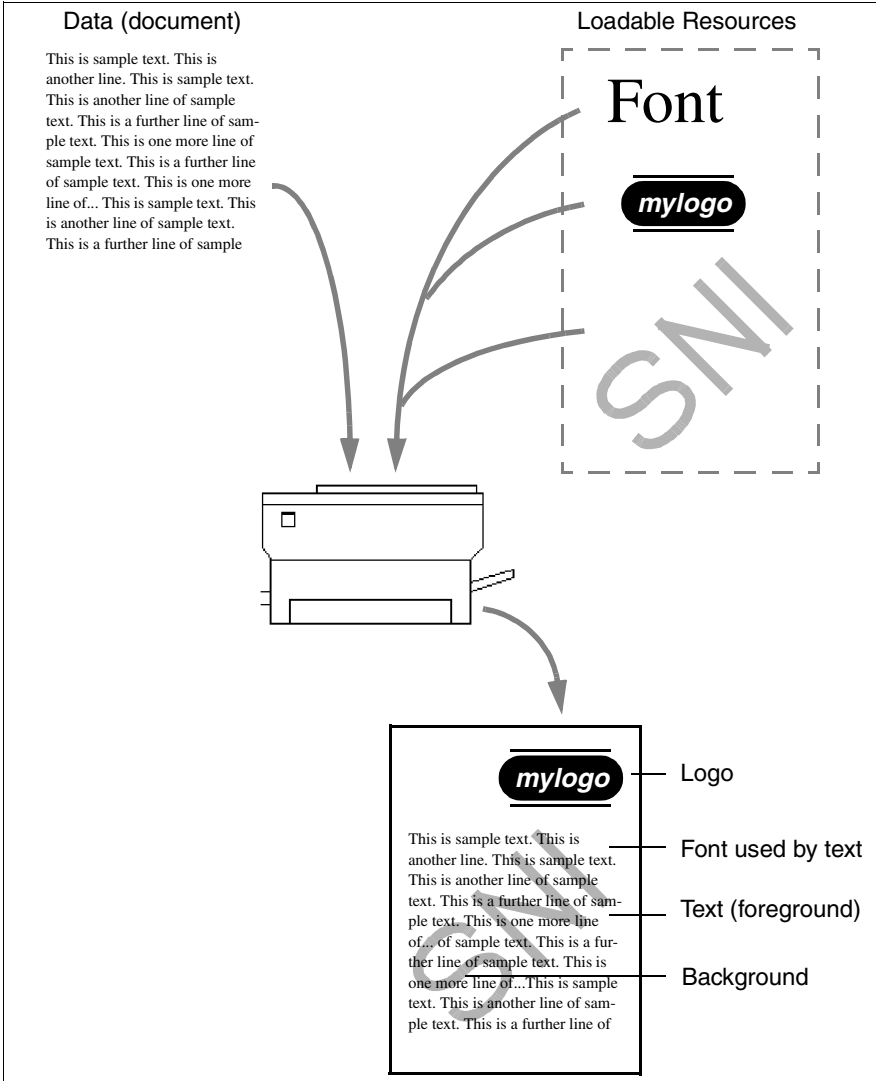 Data (document)
Loadable Resources
This is sample text. This is
another line. This is sample text.
This is another line of sample
text. This is a further line of sam-
ple text. This is one more line of
sample text. This is a further line
of sample text. This is one more
line of... This is sample text. This
is another line of sample text.
This is a further line of sample
Font
mylogo
SNI
mylogo
Logo
This is sample text. This is
another line. This is sample text.
This is another line of sample
text. This is a further line of sam-
ple text. This is one more line
of... of sample text. This is a fur-
ther line of sample text. This is
one more line of...This is sample
text. This is another line of sam-
ple text. This is a further line of
SNI
Font used by text
Text (foreground)
Background